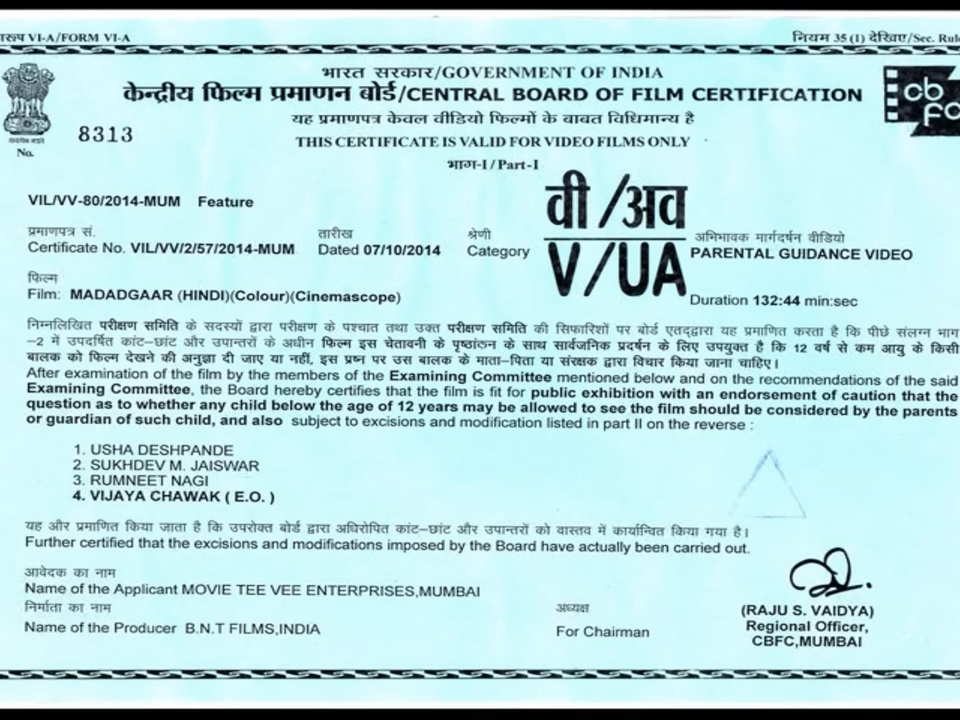 VI-A/FORM VI-A
नियम 35 (1) देखिए/Sec.
भारत सरकार/GOVERNMENT OF INDIA
केन्द्रीय फिल्म प्रमाणन बोर्ड/CENTRAL BOARD OF FILM CERTIFICATION
cb
fc
यह प्रमाणपत्र केवल वीडियो फिल्मों के बाबत विधिमान्य है
8313
No.
THIS CERTIFICATE IS VALID FOR VIDEO FILMS ONLY
भाग-I / Part-I
VIL/VV-80/2014-MUM Feature
वी/अव
V/UA
प्रमाणपत्र सं. तारीख श्रेणी अभिभावक मार्गदर्शन वीडियो
Certificate No. VIL/VV/2/57/2014-MUM Dated 07/10/2014 Category PARENTAL GUIDANCE VIDEO
फिल्म
Film: MADADGAAR (HINDI)(Colour)(Cinemascope) Duration 132:44 min:sec
निम्नलिखित परीक्षण समिति के सदस्यों द्वारा परीक्षण के पश्चात तथा उक्त परीक्षण समिति की सिफारिशों पर बोर्ड एतद्द्वारा यह प्रमाणित करता है कि पीछे संलग्न भाग
–2 में उपदर्शित कांट–छांट और उपान्तरों के अधीन फिल्म इस चेतावनी के पृष्ठांठन के साथ सार्वजनिक प्रदर्शन के लिए उपयुक्त है कि 12 वर्ष से कम आयु के किसी
बालक को फिल्म देखने की अनुज्ञा दी जाए या नहीं, इस प्रश्न पर उस बालक के माता–पिता या संरक्षक द्वारा विचार किया जाना चाहिए।
After examination of the film by the members of the Examining Committee mentioned below and on the recommendations of the said
Examining Committee, the Board hereby certifies that the film is fit for public exhibition with an endorsement of caution that the
question as to whether any child below the age of 12 years may be allowed to see the film should be considered by the parents
or guardian of such child, and also subject to excisions and modification listed in part II on the reverse :
1. USHA DESHPANDE
2. SUKHDEV M. JAISWAR
3. RUMNEET NAGI
4. VIJAYA CHAWAK ( E.O. )
यह और प्रमाणित किया जाता है कि उपरोक्त बोर्ड द्वारा अधिरोपित कांट–छांट और उपान्तरों को वास्तव में कार्यान्वित किया गया है।
Further certified that the excisions and modifications imposed by the Board have actually been carried out.
आवेदक का नाम
Name of the Applicant MOVIE TEE VEE ENTERPRISES,MUMBAI
निर्माता का नाम अध्यक्ष (RAJU S. VAIDYA)
Name of the Producer B.N.T FILMS,INDIA For Chairman Regional Officer,
CBFC,MUMBAI